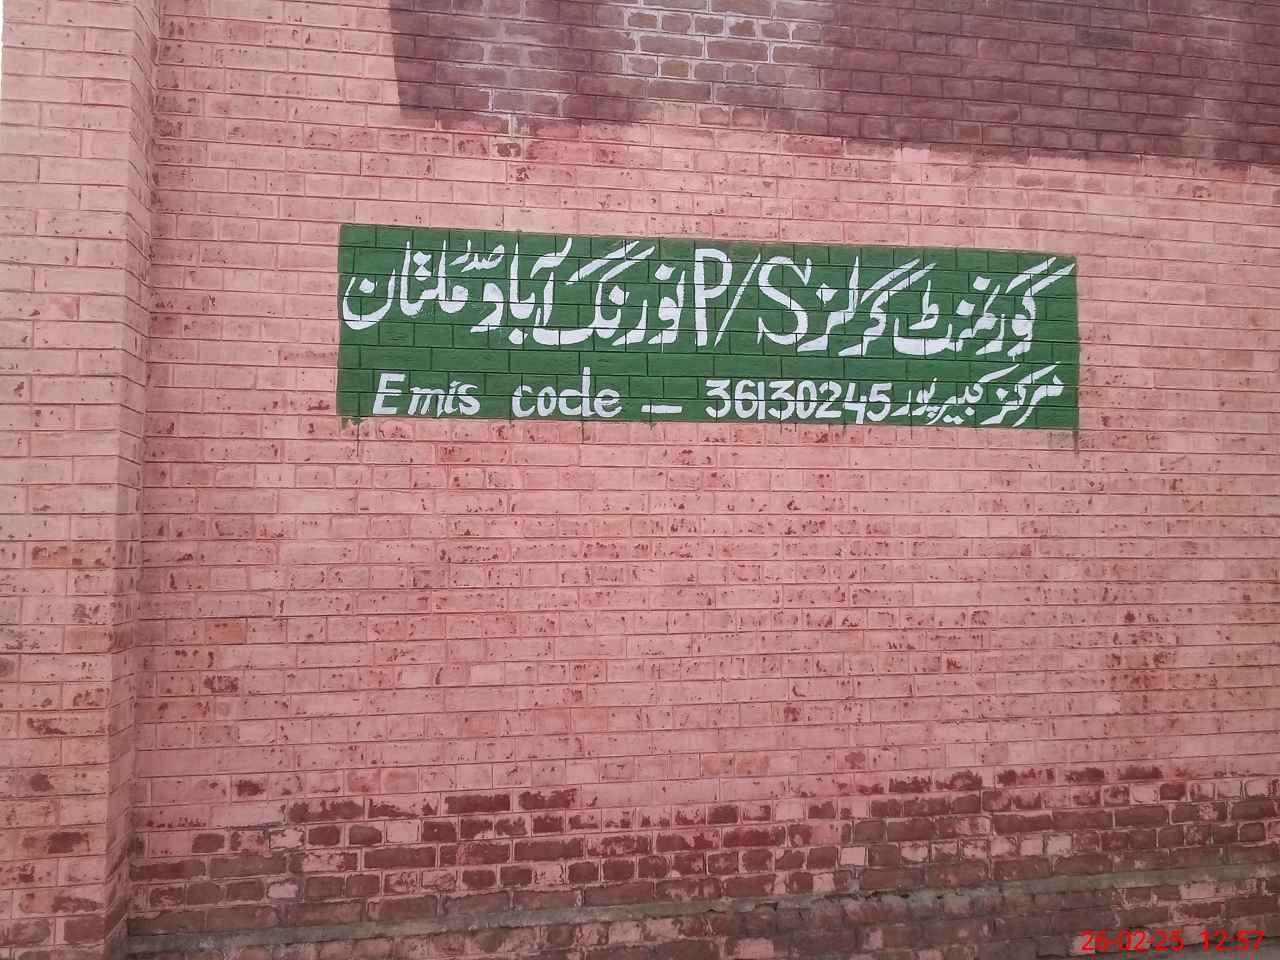 گورنمنٹ گرلز P/S نورنگ آباد صدر ملتان
مرکز کبیر پور Emis code – 36130245
26-02-25 12:57